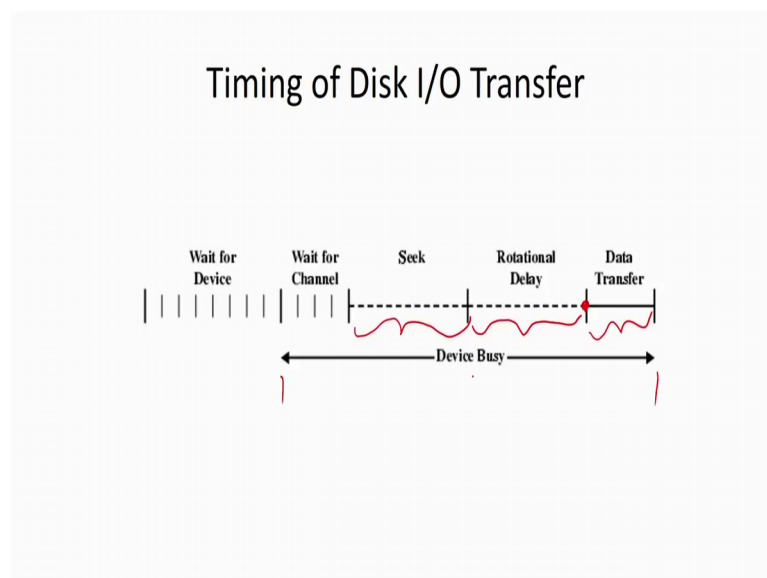 Timing of Disk I/O Transfer
Wait for Device
Wait for Channel
Seek
Rotational Delay
Data Transfer
Device Busy